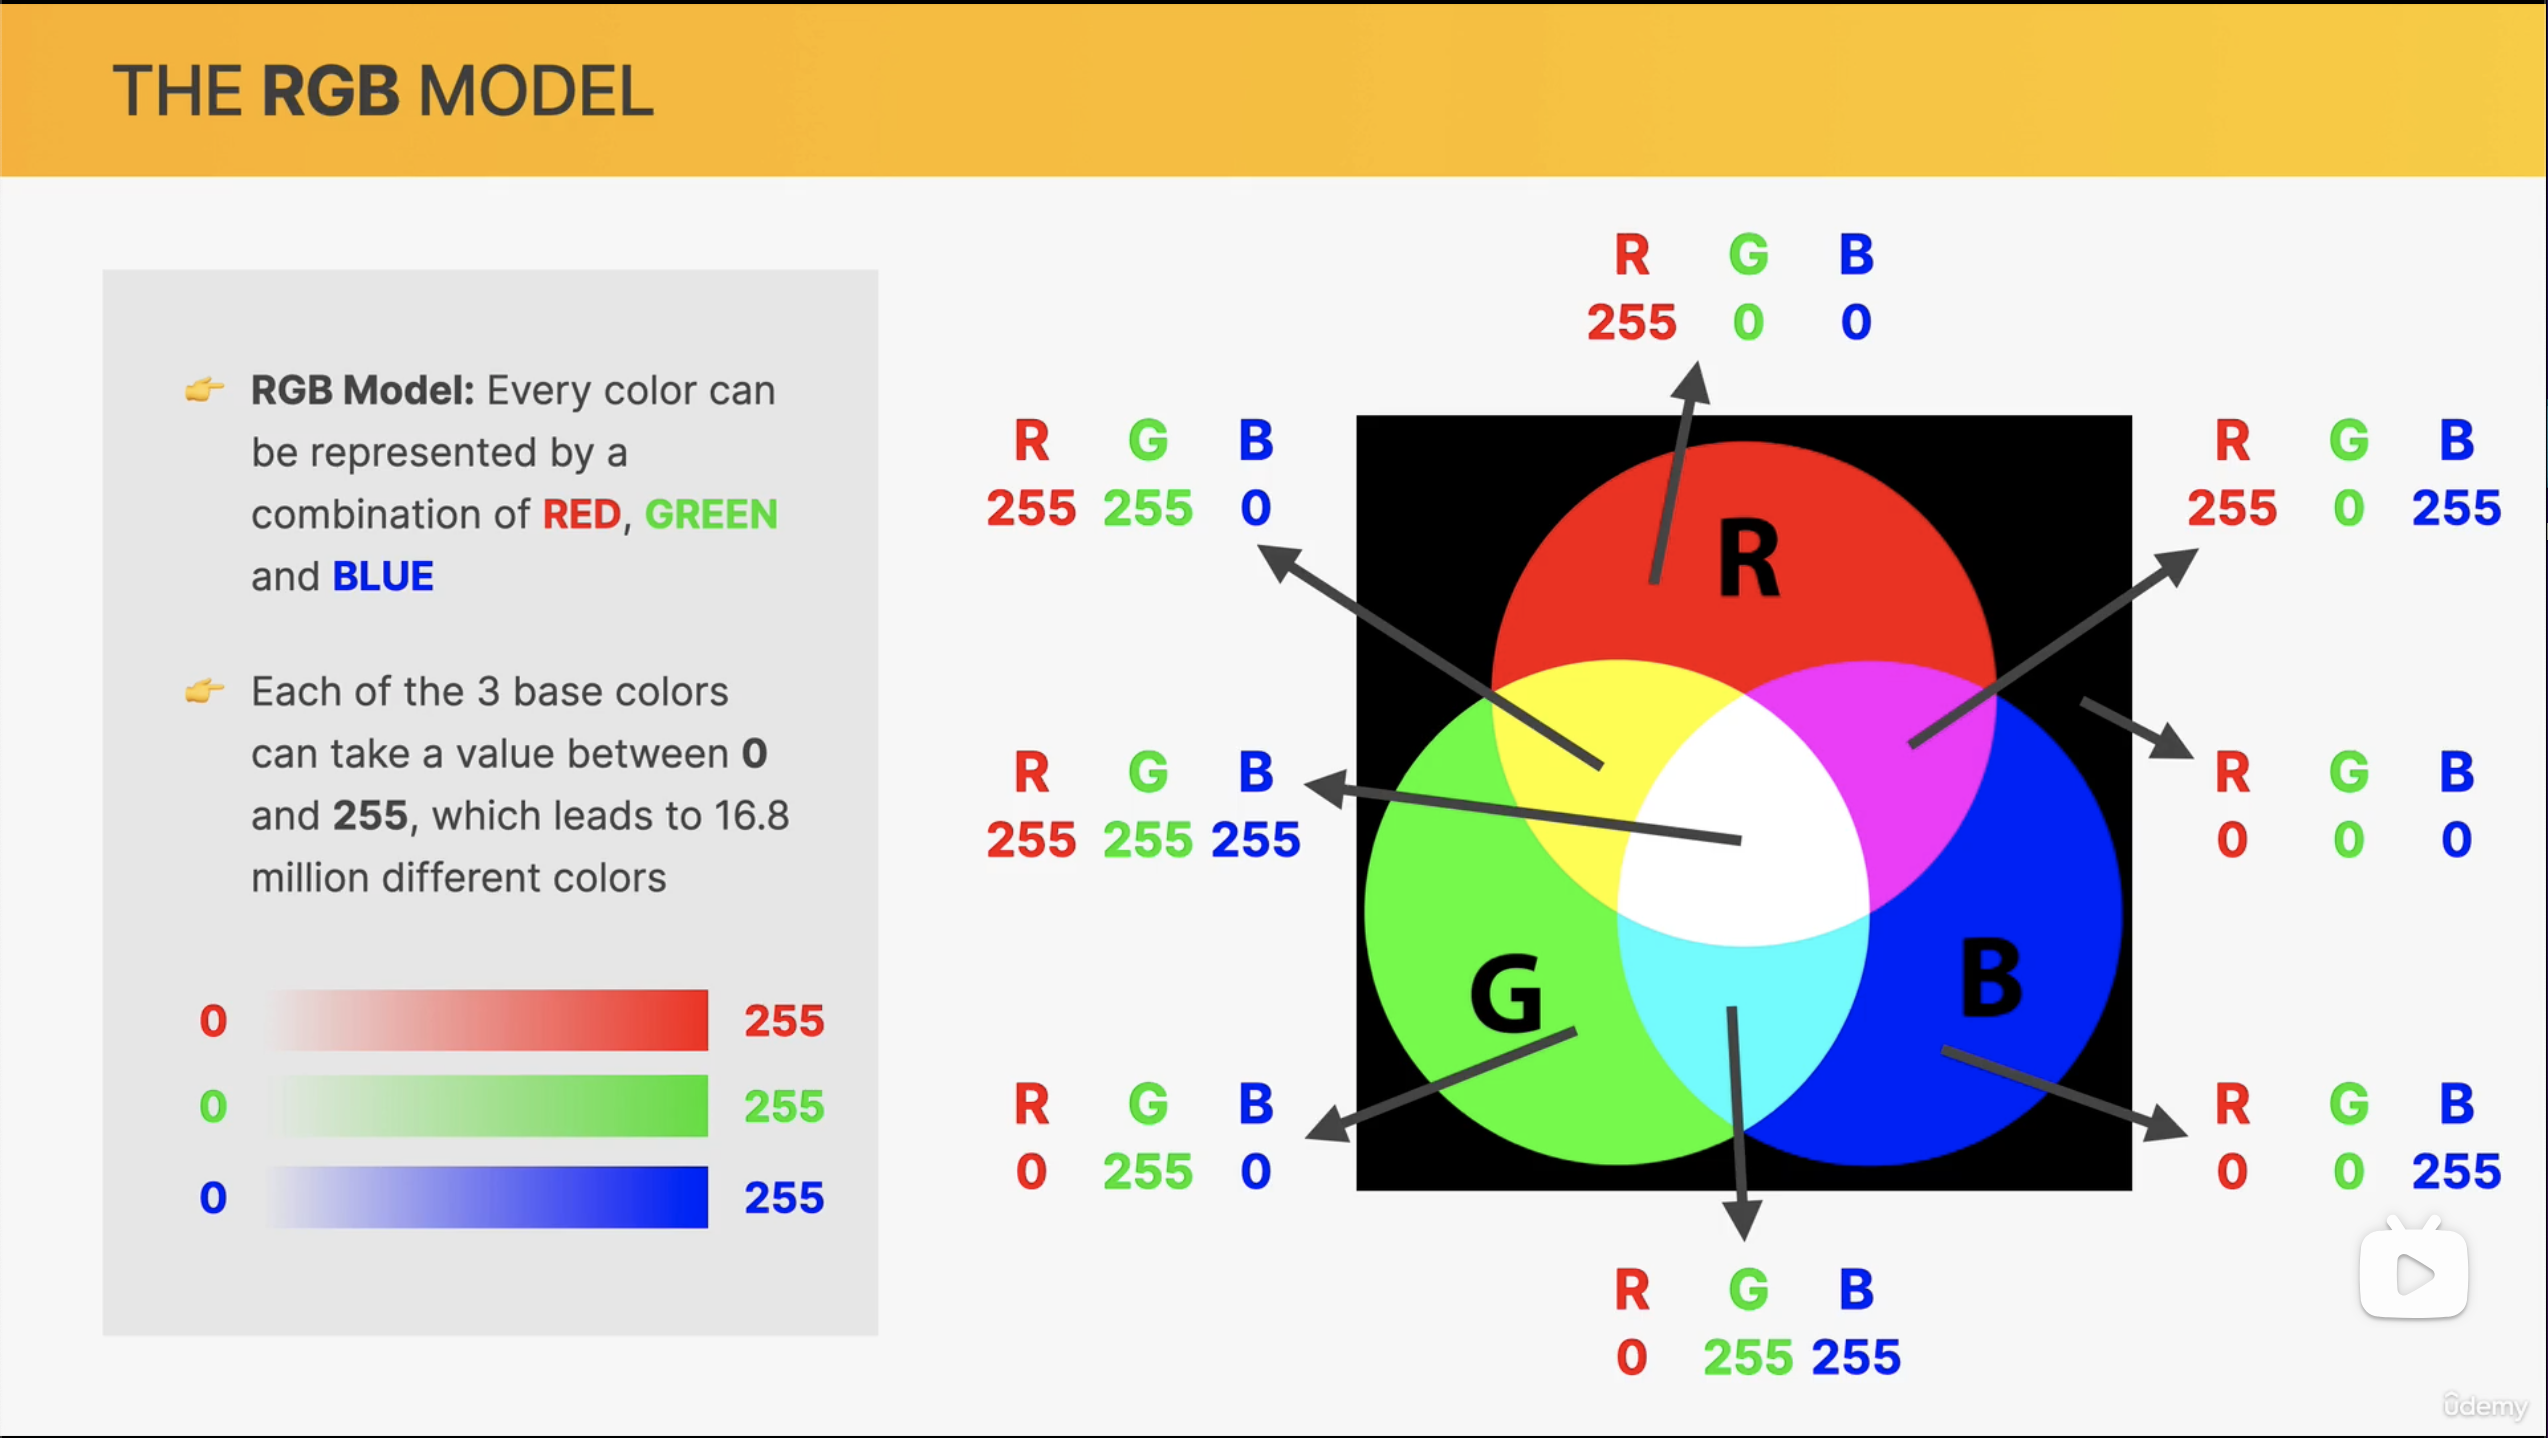 THE RGB MODEL
👉 RGB Model: Every color can
be represented by a
combination of RED, GREEN
and BLUE
👉 Each of the 3 base colors
can take a value between 0
and 255, which leads to 16.8
million different colors
0 255
0 255
0 255
R G B
255 0 0
R G B
255 255 0
R G B
255 0 255
R G B
255 255 255
R G B
0 0 0
R G B
0 255 0
R G B
0 0 255
R G B
0 255 255
R
G
B
ûdemy